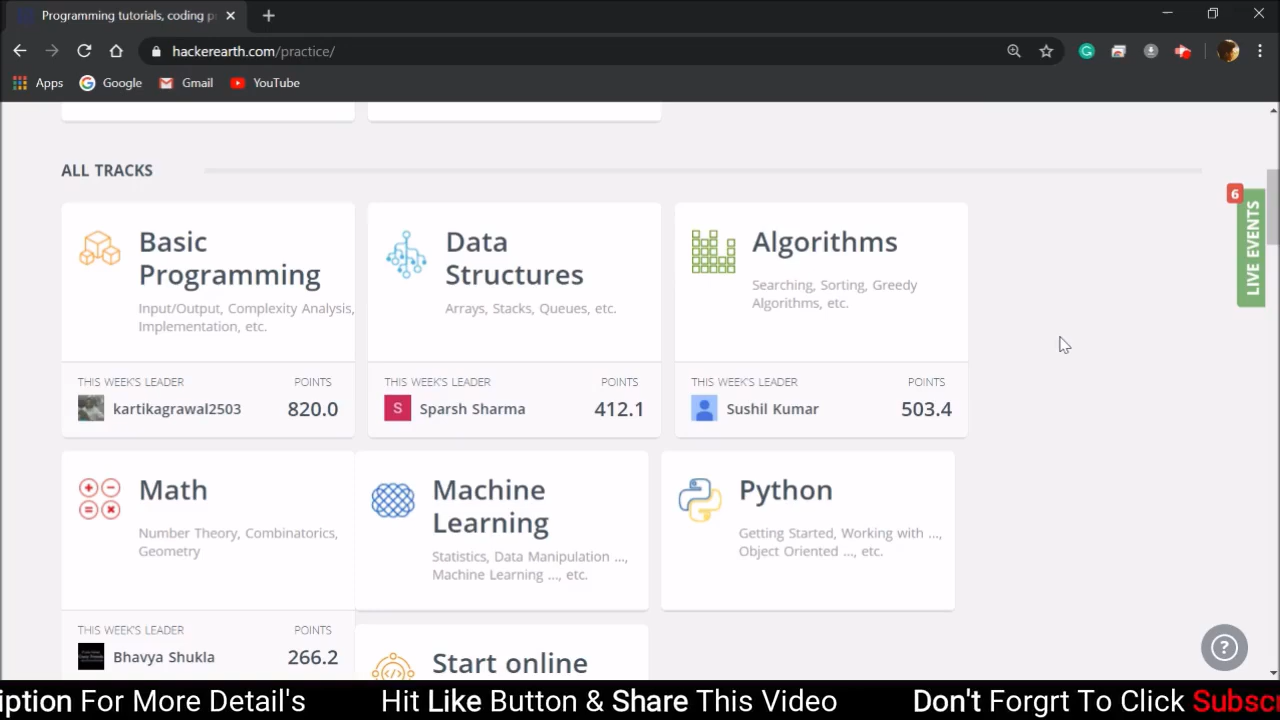 Programming tutorials, coding p
hackerearth.com/practice/
Apps Google Gmail YouTube
ALL TRACKS
6
LIVE EVENTS
Basic
Programming
Input/Output, Complexity Analysis,
Implementation, etc.
THIS WEEK'S LEADER POINTS
kartikagrawal2503 820.0
Data
Structures
Arrays, Stacks, Queues, etc.
THIS WEEK'S LEADER POINTS
S Sparsh Sharma 412.1
Algorithms
Searching, Sorting, Greedy
Algorithms, etc.
THIS WEEK'S LEADER POINTS
Sushil Kumar 503.4
Math
Number Theory, Combinatorics,
Geometry
THIS WEEK'S LEADER POINTS
Bhavya Shukla 266.2
Machine
Learning
Statistics, Data Manipulation ...,
Machine Learning ..., etc.
Python
Getting Started, Working with ...,
Object Oriented ..., etc.
Start online
?
iption For More Detail's Hit Like Button & Share This Video Don't Forgrt To Click Subsc